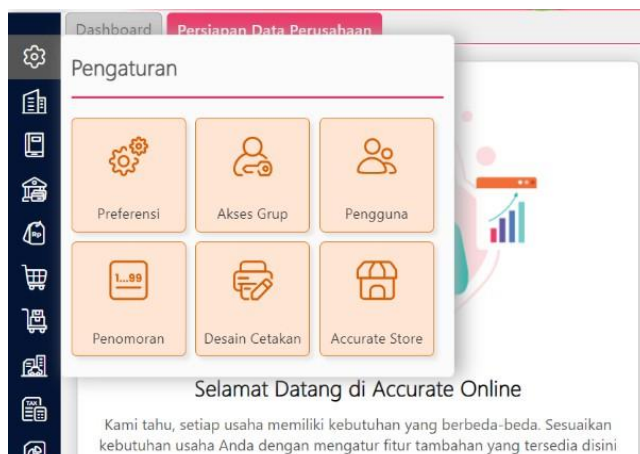 Dashboard
Persiapan Data Perusahaan
Pengaturan
Preferensi
Akses Grup
Pengguna
1...99
Penomoran
Desain Cetakan
Accurate Store
Rp
TAX
Selamat Datang di Accurate Online
Kami tahu, setiap usaha memiliki kebutuhan yang berbeda-beda. Sesuaikan
kebutuhan usaha Anda dengan mengatur fitur tambahan yang tersedia disini